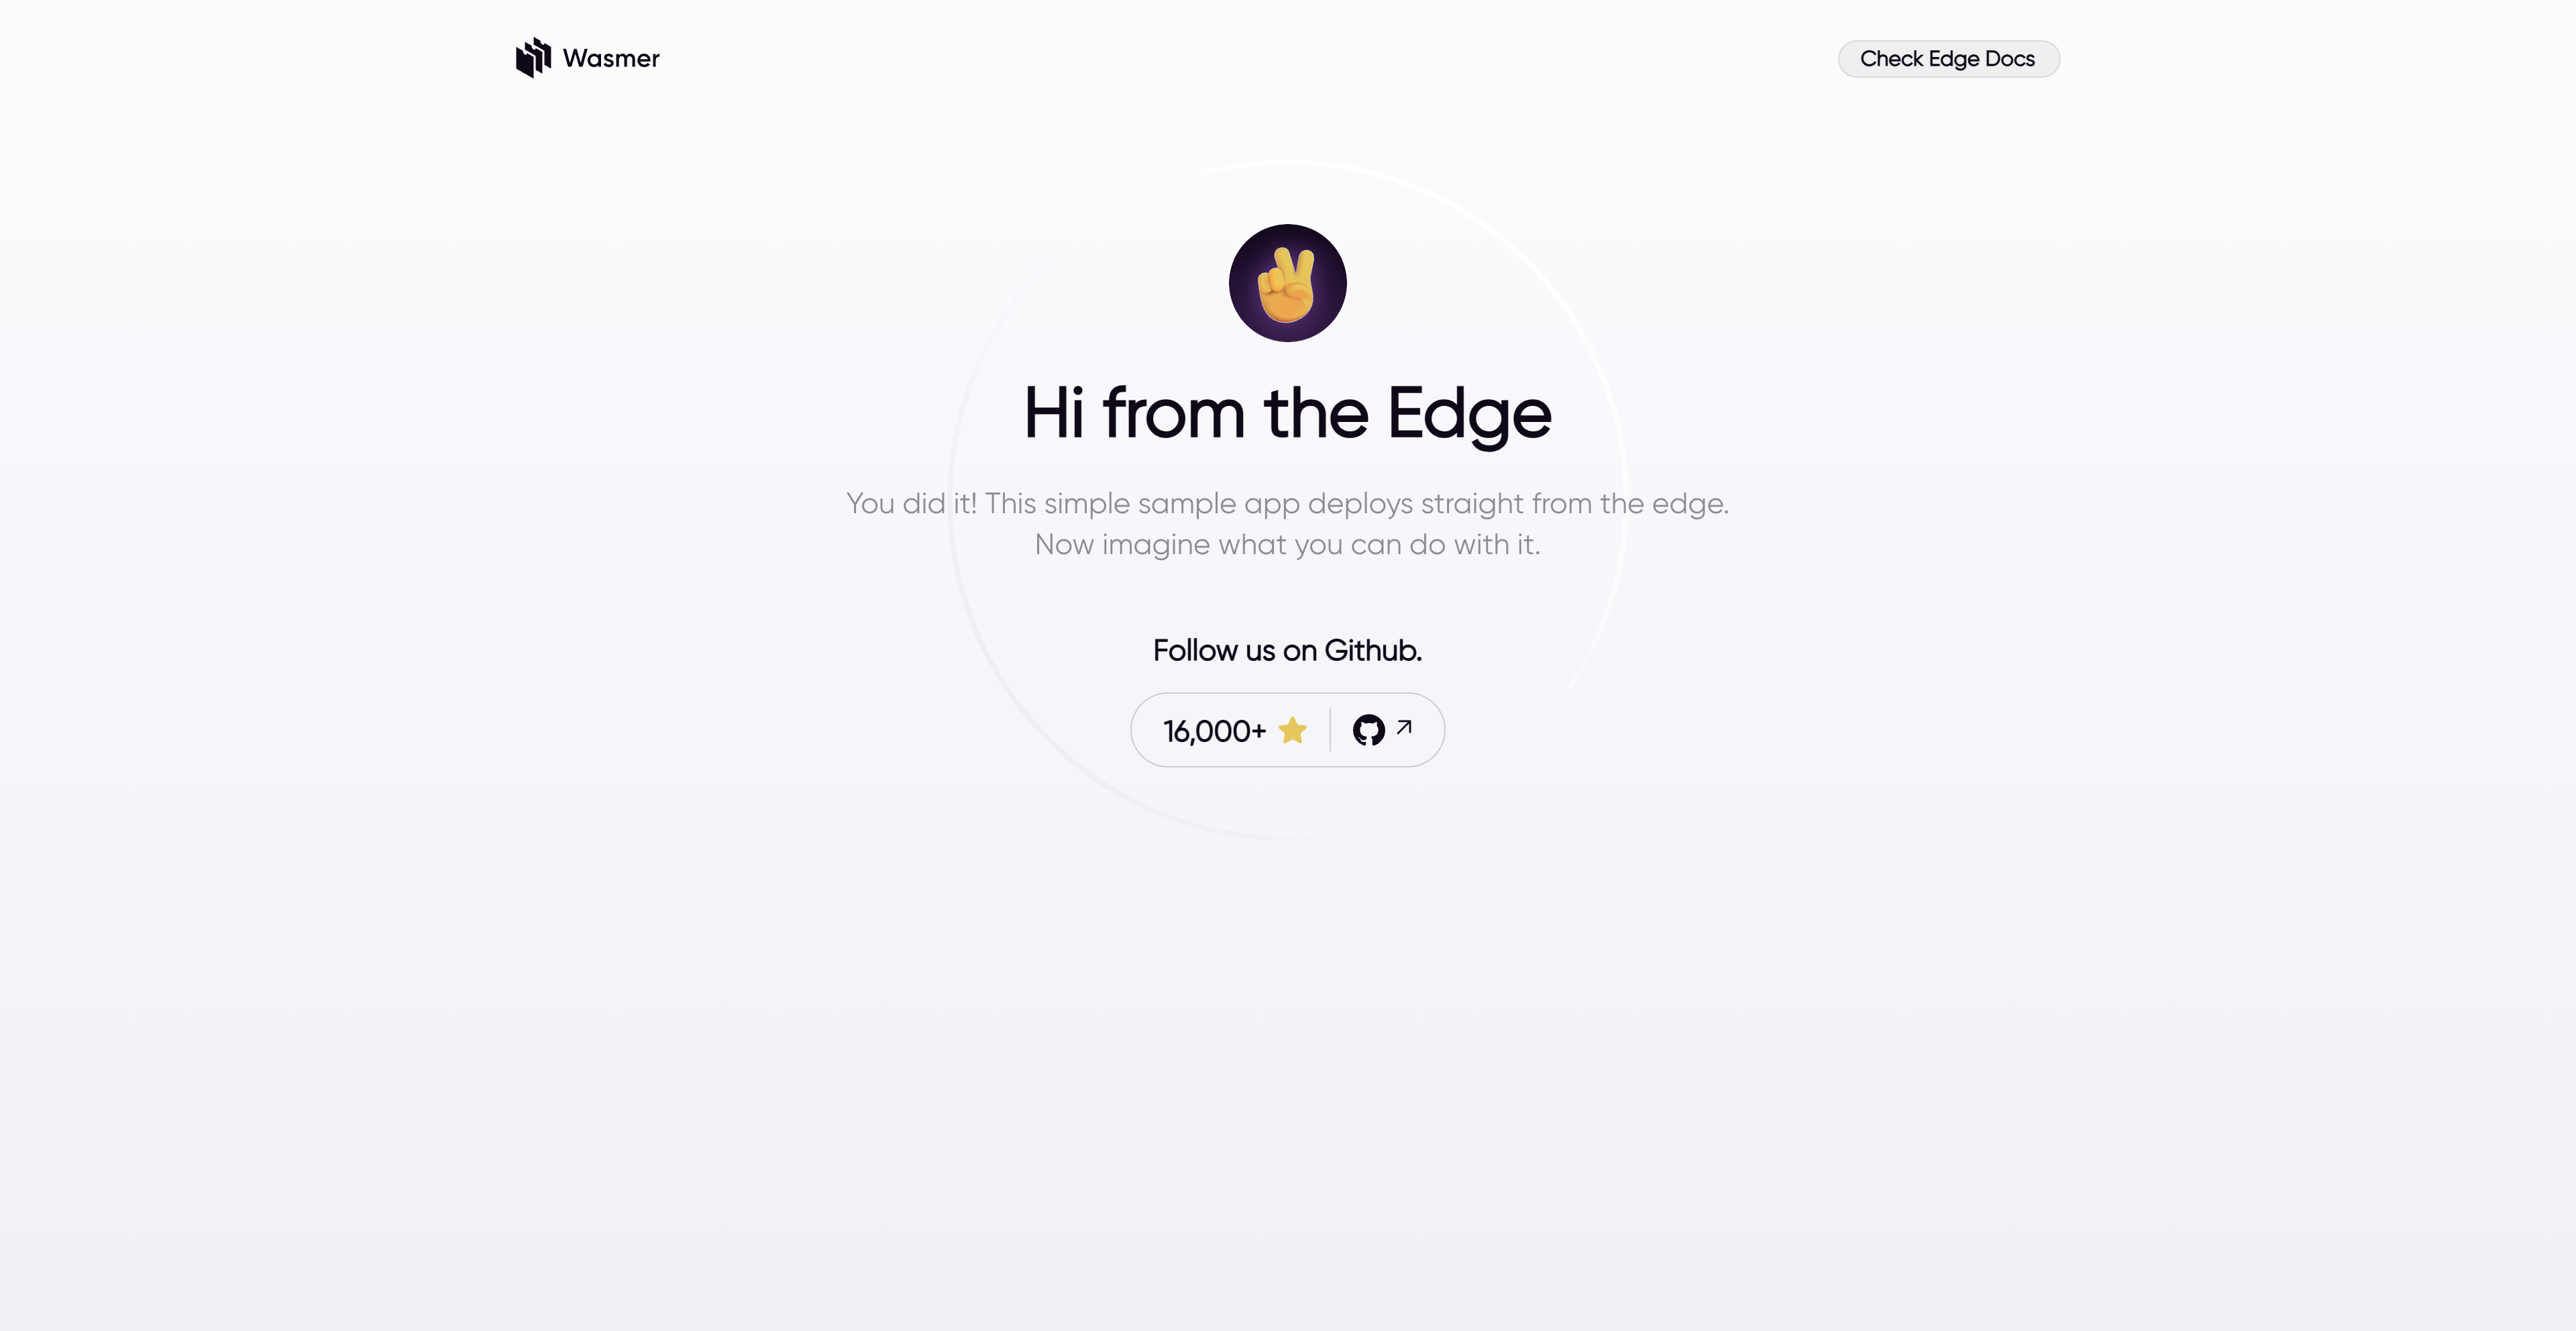 Wasmer
Check Edge Docs
Hi from the Edge
You did it! This simple sample app deploys straight from the edge.
Now imagine what you can do with it.
Follow us on Github.
16,000+